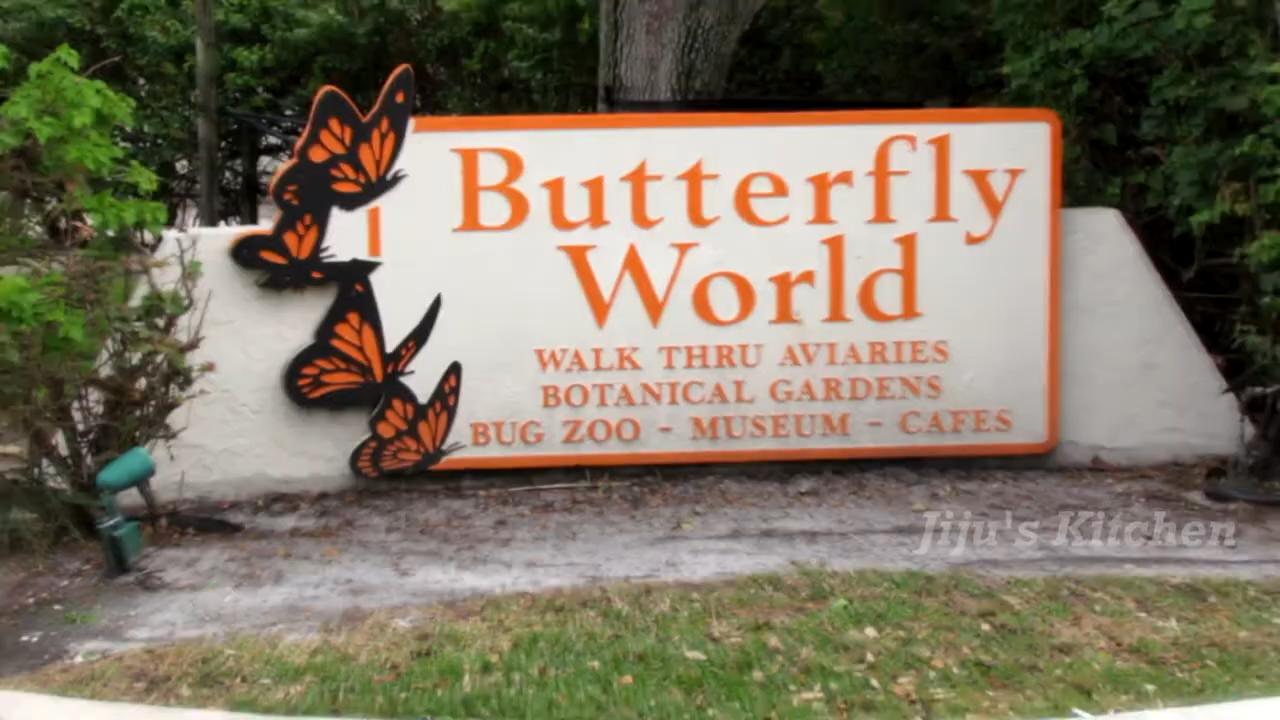 Butterfly
World
WALK THRU AVIARIES
BOTANICAL GARDENS
BUG ZOO - MUSEUM - CAFES
Jiju's Kitchen